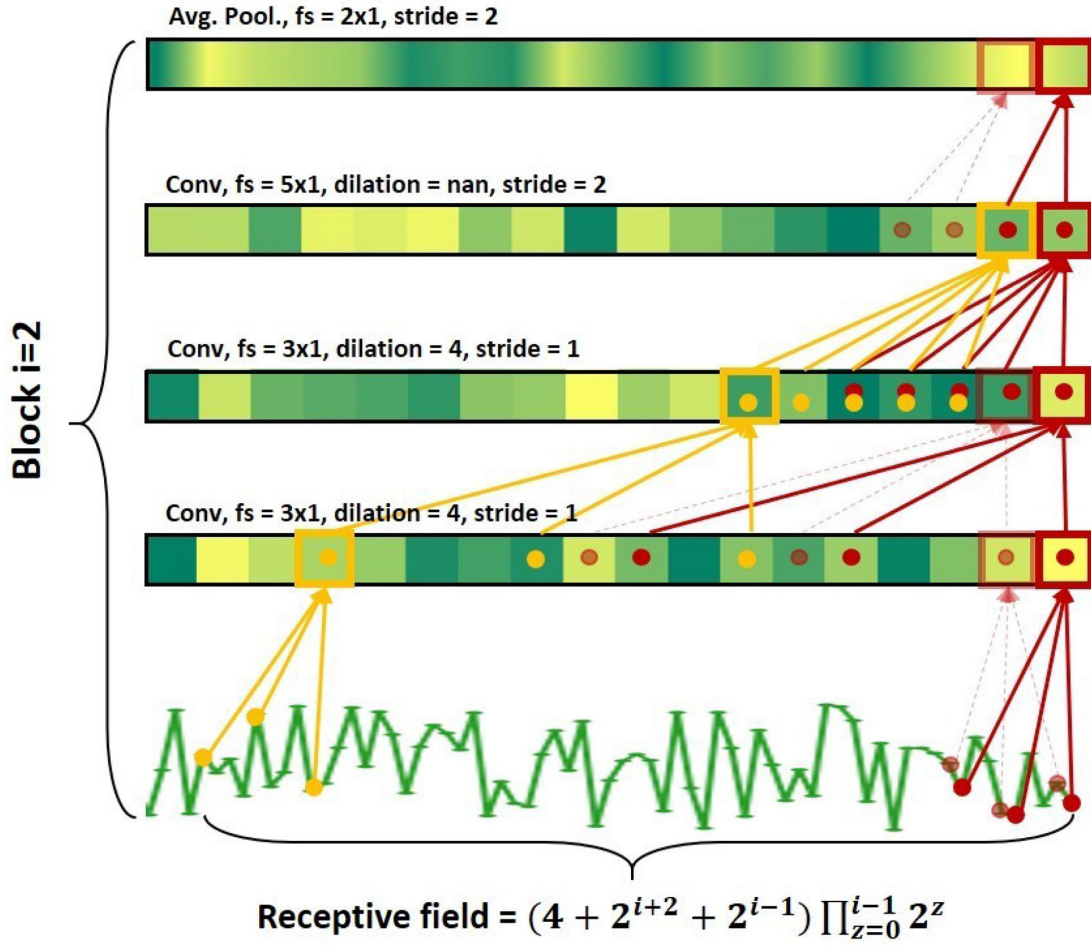 Avg. Pool., fs = 2x1, stride = 2
Conv, fs = 5x1, dilation = nan, stride = 2
Conv, fs = 3x1, dilation = 4, stride = 1
Conv, fs = 3x1, dilation = 4, stride = 1
Block i=2
Receptive field = $(4 + 2^{i+2} + 2^{i-1}) \prod_{z=0}^{i-1} 2^z$